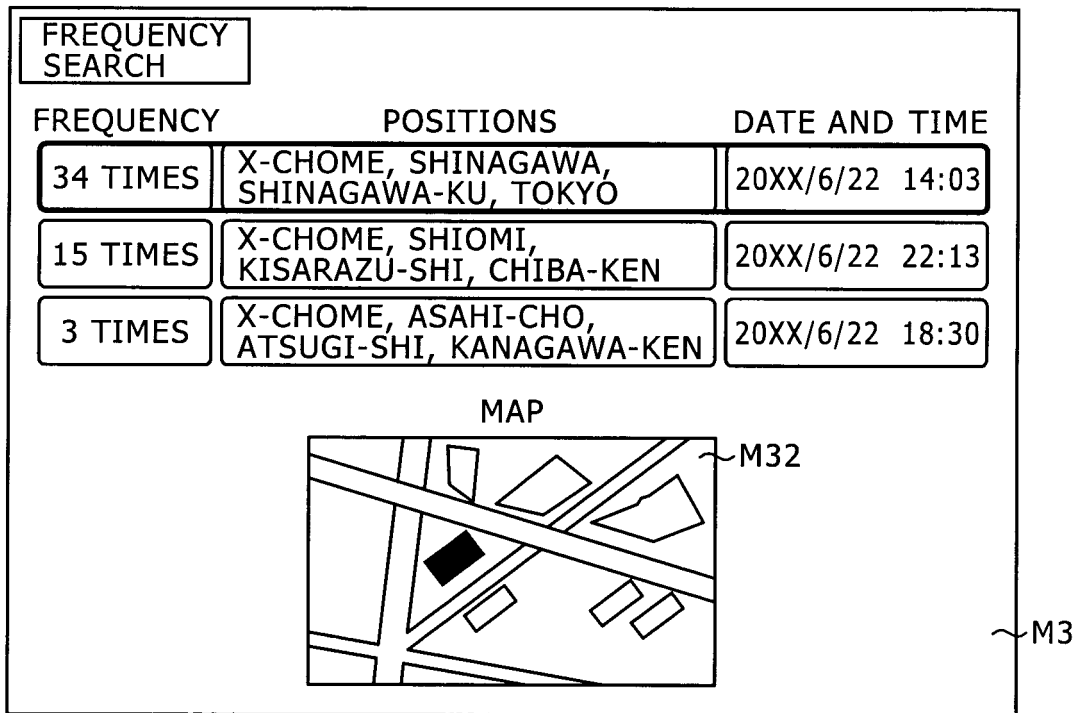 FREQUENCY
SEARCH
FREQUENCY POSITIONS DATE AND TIME
34 TIMES X-CHOME, SHINAGAWA, SHINAGAWA-KU, TOKYO 20XX/6/22 14:03
15 TIMES X-CHOME, SHIOMI, KISARAZU-SHI, CHIBA-KEN 20XX/6/22 22:13
3 TIMES X-CHOME, ASAHI-CHO, ATSUGI-SHI, KANAGAWA-KEN 20XX/6/22 18:30
MAP
M32
M3